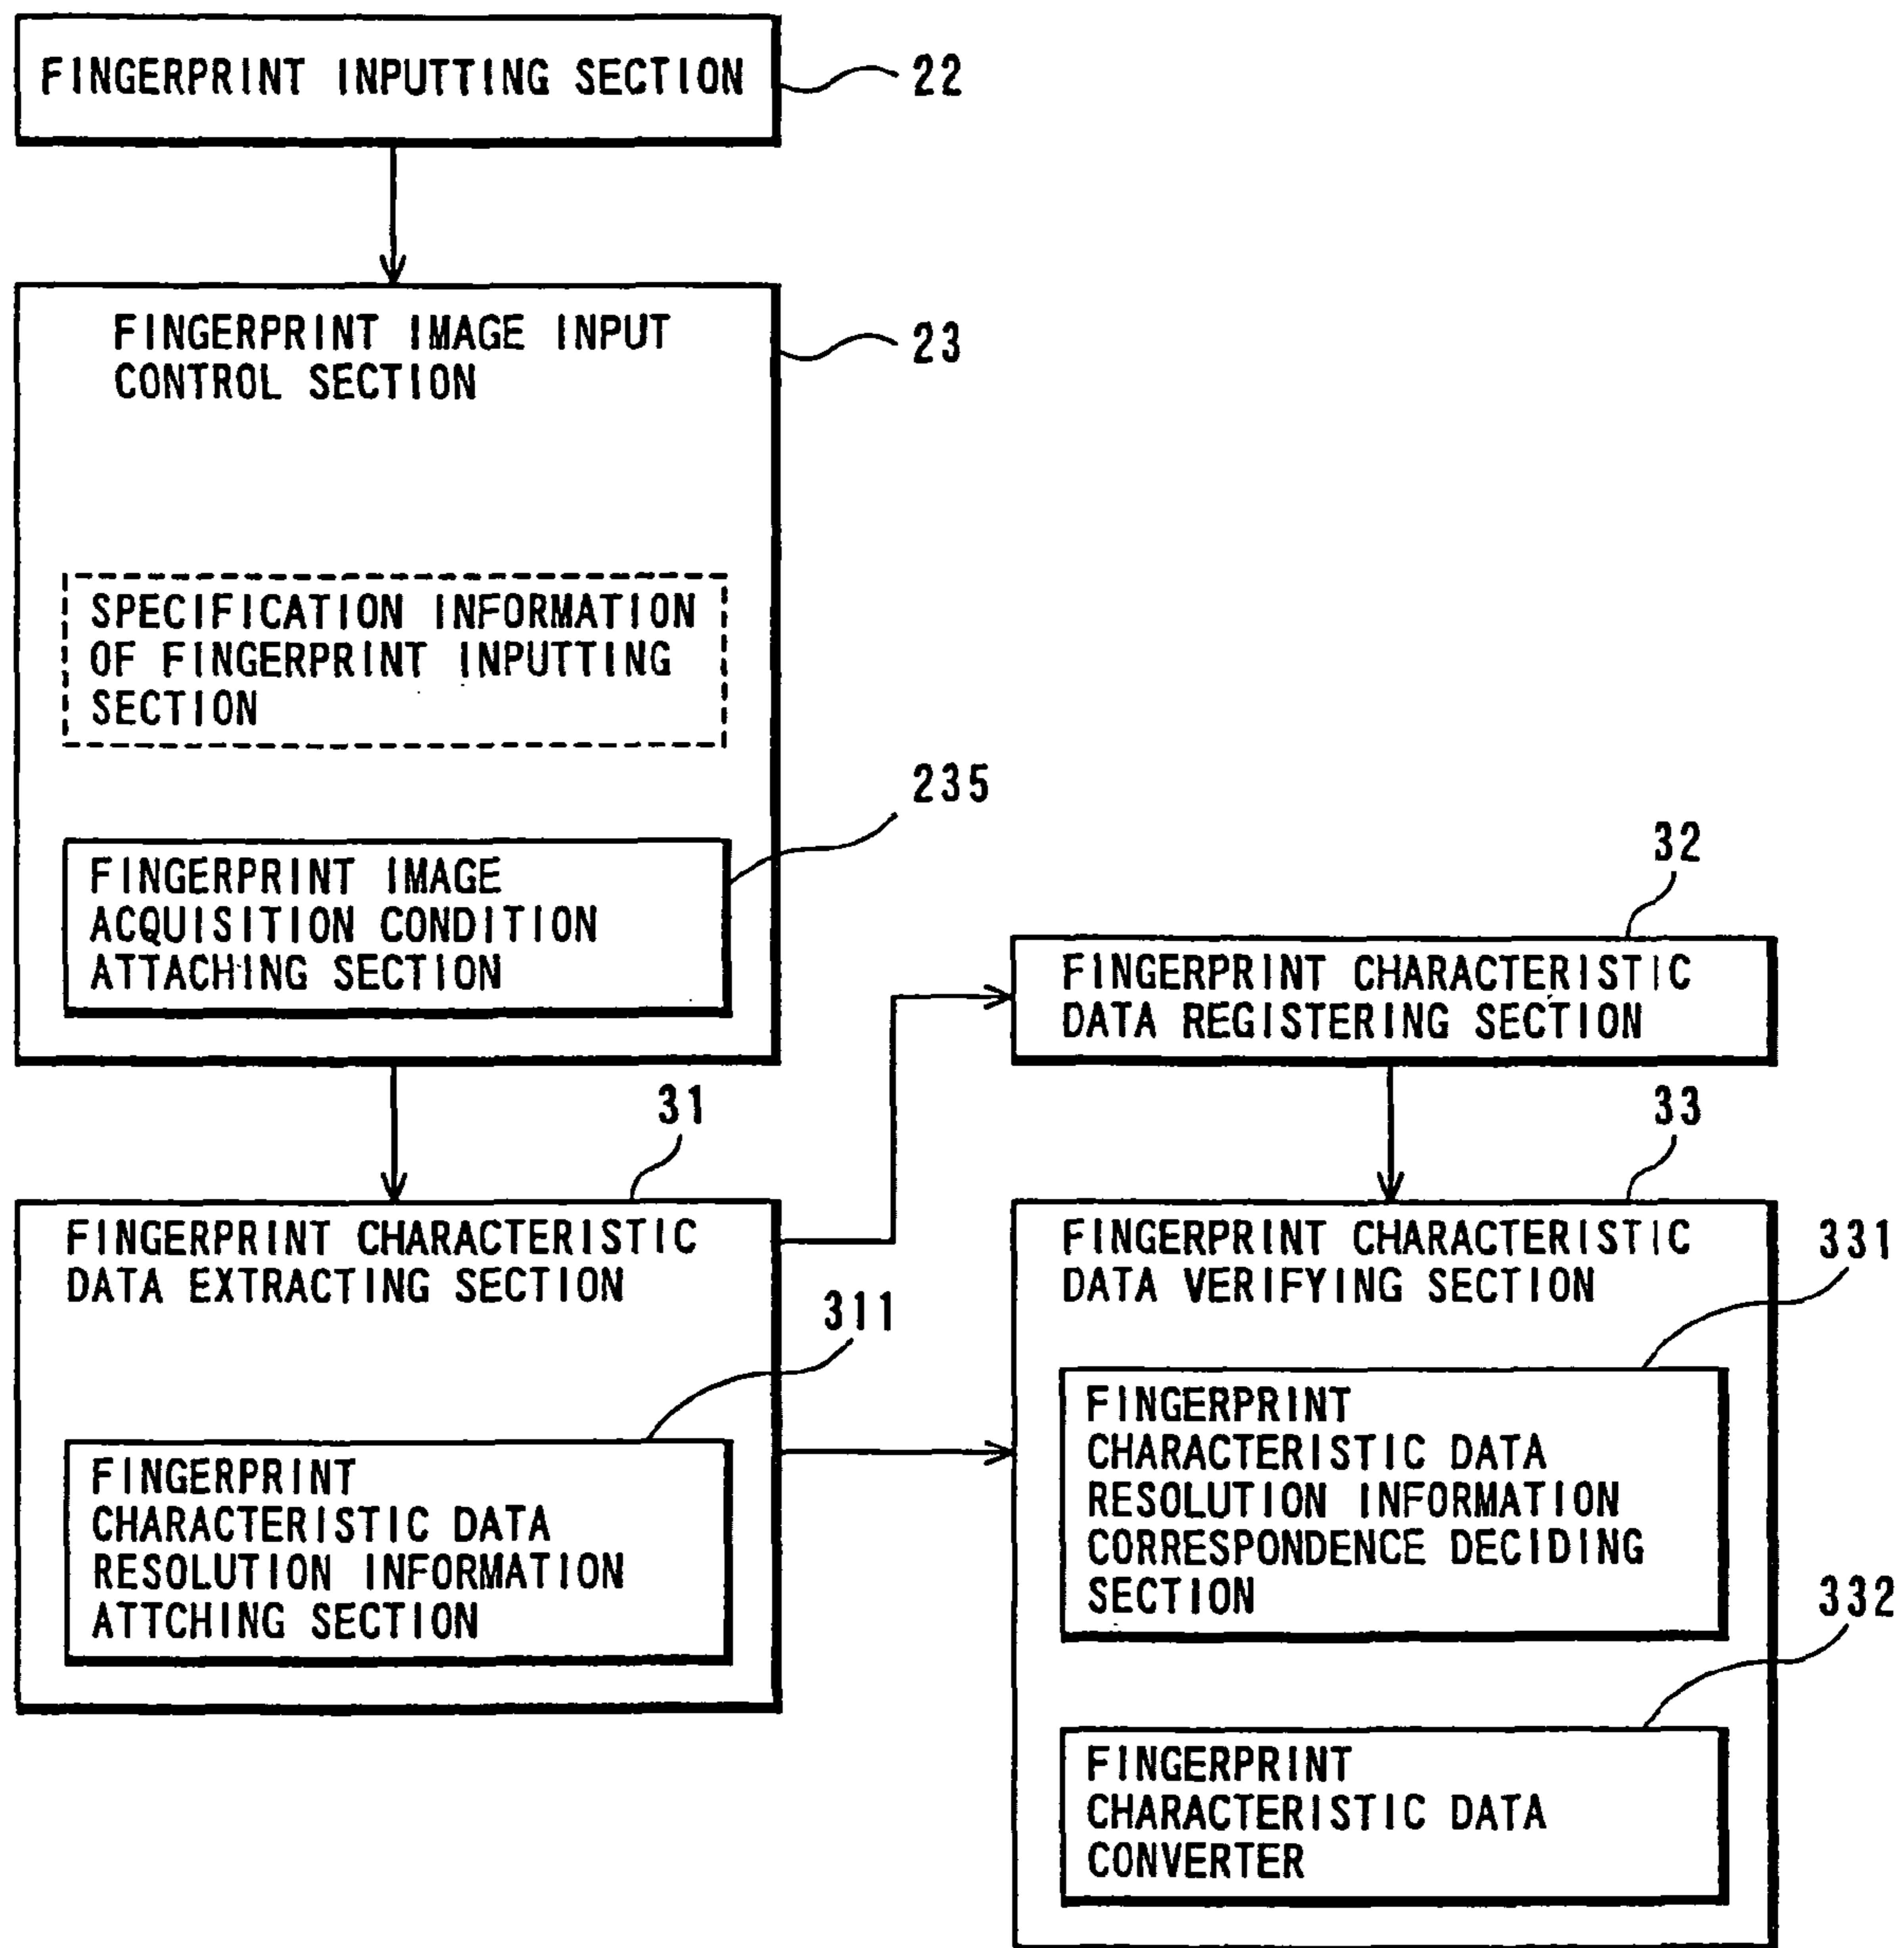 FINGERPRINT INPUTTING SECTION
22
FINGERPRINT IMAGE INPUT
CONTROL SECTION
23
SPECIFICATION INFORMATION
OF FINGERPRINT INPUTTING
SECTION
235
FINGERPRINT IMAGE
ACQUISITION CONDITION
ATTACHING SECTION
32
FINGERPRINT CHARACTERISTIC
DATA REGISTERING SECTION
31
FINGERPRINT CHARACTERISTIC
DATA EXTRACTING SECTION
311
FINGERPRINT
CHARACTERISTIC DATA
RESOLUTION INFORMATION
ATTCHING SECTION
33
FINGERPRINT CHARACTERISTIC
DATA VERIFYING SECTION
331
FINGERPRINT
CHARACTERISTIC DATA
RESOLUTION INFORMATION
CORRESPONDENCE DECIDING
SECTION
332
FINGERPRINT
CHARACTERISTIC DATA
CONVERTER